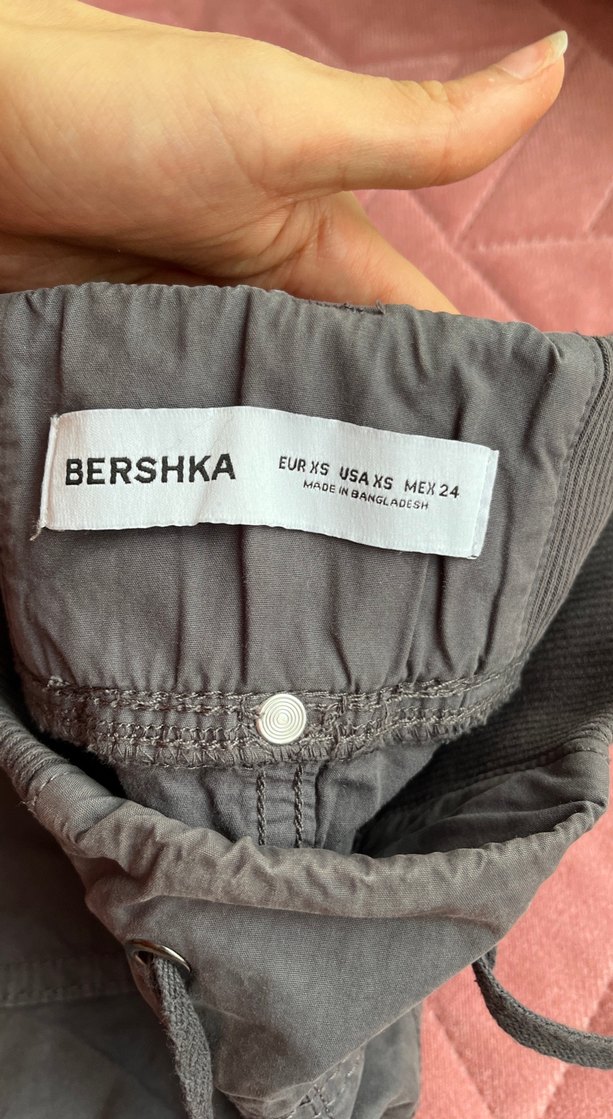 BERSHKA
EUR XS USA XS MEX 24
MADE IN BANGLADESH